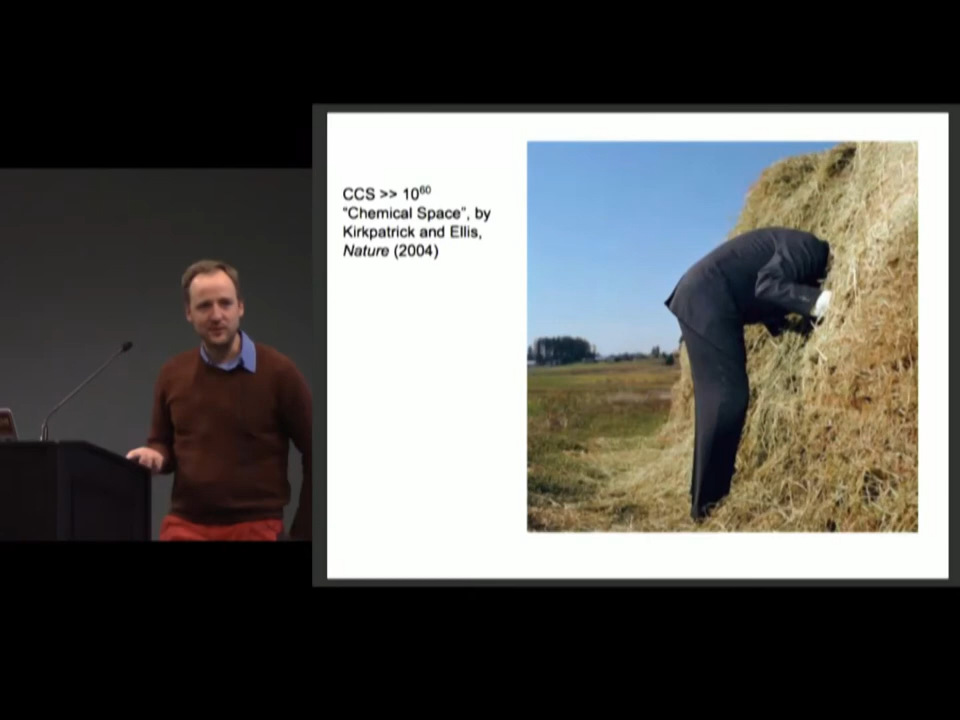 CCS >> 10⁶⁰
“Chemical Space”, by
Kirkpatrick and Ellis,
Nature (2004)